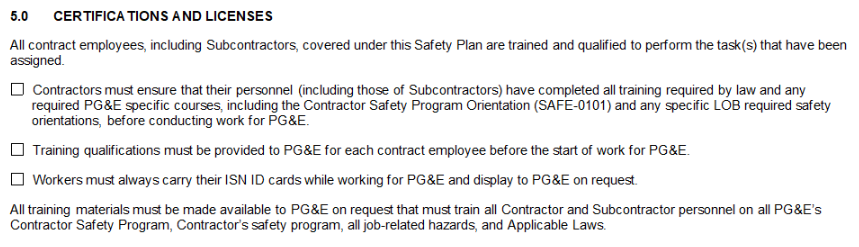 5.0 CERTIFICATIONS AND LICENSES
All contract employees, including Subcontractors, covered under this Safety Plan are trained and qualified to perform the task(s) that have been
assigned.
☐ Contractors must ensure that their personnel (including those of Subcontractors) have completed all training required by law and any
required PG&E specific courses, including the Contractor Safety Program Orientation (SAFE-0101) and any specific LOB required safety
orientations, before conducting work for PG&E.
☐ Training qualifications must be provided to PG&E for each contract employee before the start of work for PG&E.
☐ Workers must always carry their ISN ID cards while working for PG&E and display to PG&E on request.
All training materials must be made available to PG&E on request that must train all Contractor and Subcontractor personnel on all PG&E's
Contractor Safety Program, Contractor's safety program, all job-related hazards, and Applicable Laws.